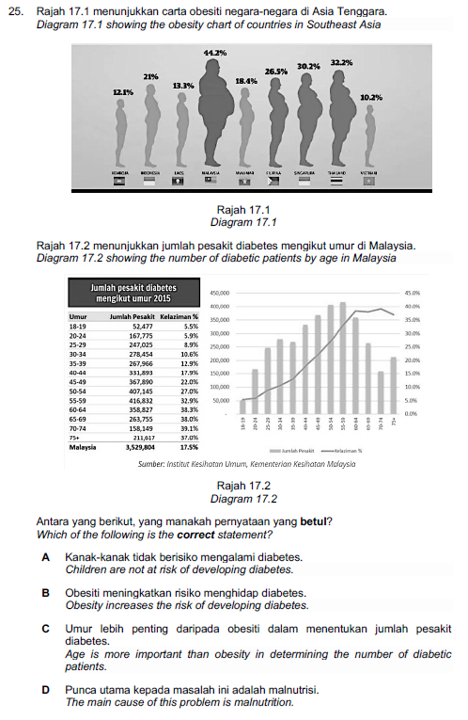 25. Rajah 17.1 menunjukkan carta obesiti negara-negara di Asia Tenggara.
Diagram 17.1 showing the obesity chart of countries in Southeast Asia
12.1% 21% 13.3% 44.2% 18.4% 26.5% 30.2% 32.2% 10.2%
KEMBOJA INDONESIA LAOS MALAYSIA MYANMAR FILIPINA SINGAPURA THAILAND VIETNAM
Rajah 17.1
Diagram 17.1
Rajah 17.2 menunjukkan jumlah pesakit diabetes mengikut umur di Malaysia.
Diagram 17.2 showing the number of diabetic patients by age in Malaysia
Jumlah pesakit diabetes
mengikut umur 2015
Umur Jumlah Pesakit Kelaziman %
18-19 52,477 5.5%
20-24 167,775 5.9%
25-29 247,025 8.9%
30-34 278,454 10.6%
35-39 267,966 12.9%
40-44 331,893 17.9%
45-49 367,890 22.0%
50-54 407,145 27.0%
55-59 416,832 32.9%
60-64 358,827 38.3%
65-69 263,755 38.0%
70-74 158,149 39.1%
75+ 211,617 37.0%
Malaysia 3,529,804 17.5%
450,000 45.0%
400,000 40.0%
350,000 35.0%
300,000 30.0%
250,000 25.0%
200,000 20.0%
150,000 15.0%
100,000 10.0%
50,000 5.0%
- 0.0%
18-19 20-24 25-29 30-34 35-39 40-44 45-49 50-54 55-59 60-64 65-69 70-74 75+
Jumlah Pesakit Kelaziman %
Sumber: Institut Kesihatan Umum, Kementerian Kesihatan Malaysia
Rajah 17.2
Diagram 17.2
Antara yang berikut, yang manakah pernyataan yang betul?
Which of the following is the correct statement?
A Kanak-kanak tidak berisiko mengalami diabetes.
Children are not at risk of developing diabetes.
B Obesiti meningkatkan risiko menghidap diabetes.
Obesity increases the risk of developing diabetes.
C Umur lebih penting daripada obesiti dalam menentukan jumlah pesakit
diabetes.
Age is more important than obesity in determining the number of diabetic
patients.
D Punca utama kepada masalah ini adalah malnutrisi.
The main cause of this problem is malnutrition.